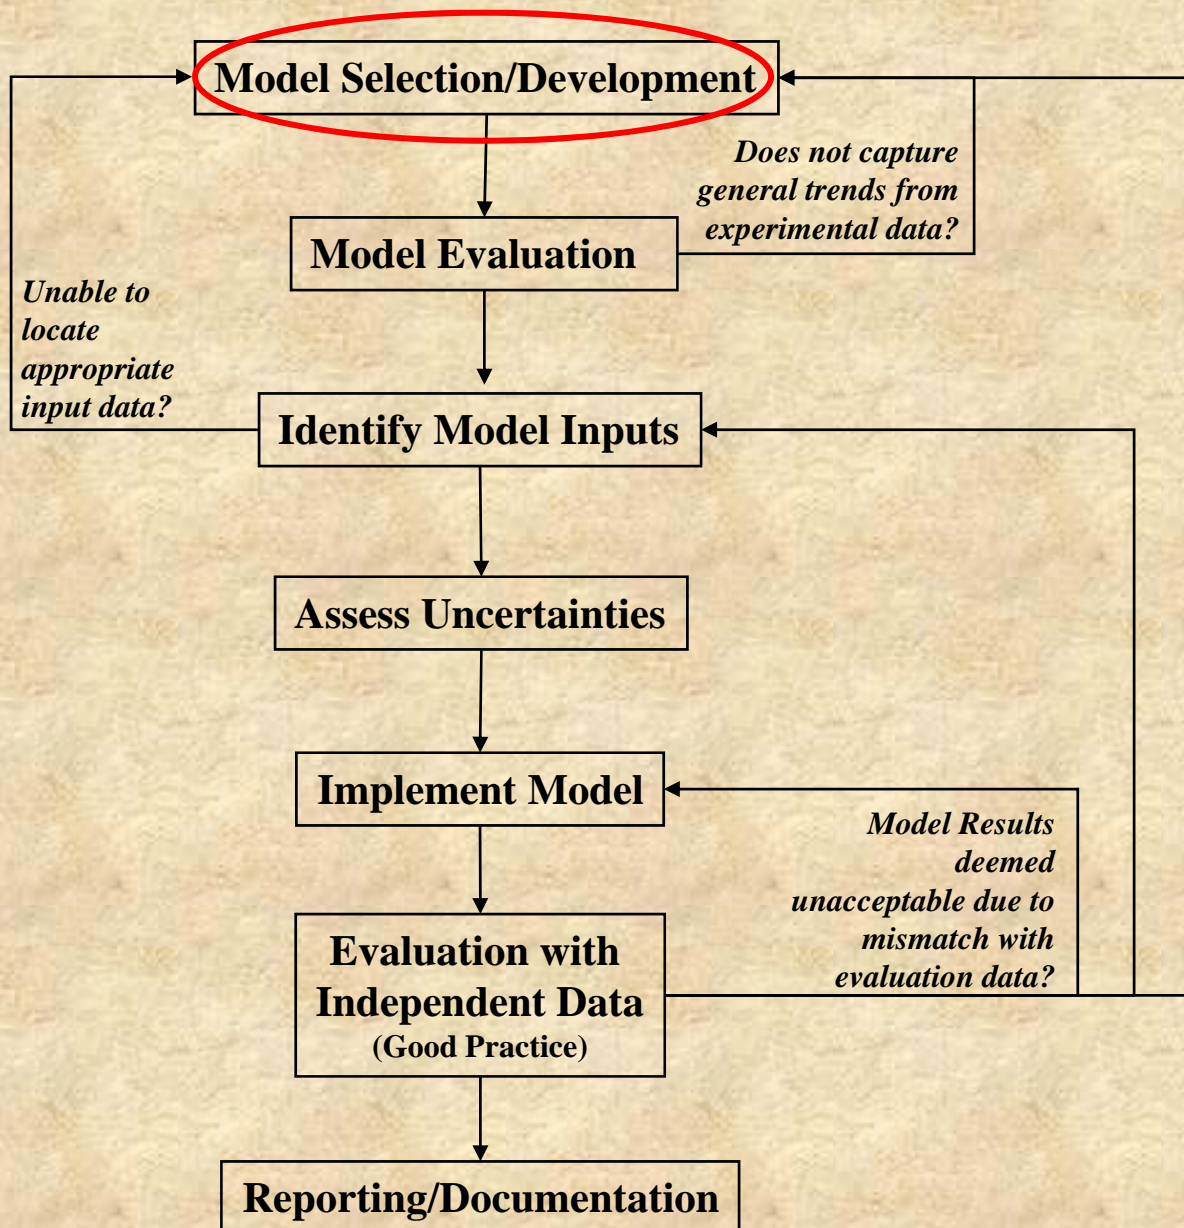 Model Selection/Development
Does not capture
general trends from
experimental data?
Model Evaluation
Unable to
locate
appropriate
input data?
Identify Model Inputs
Assess Uncertainties
Implement Model
Model Results
deemed
unacceptable due to
mismatch with
evaluation data?
Evaluation with
Independent Data
(Good Practice)
Reporting/Documentation